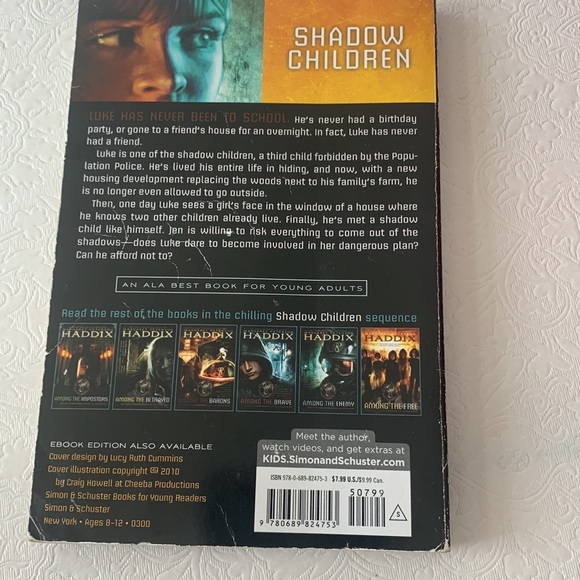 SHADOW
CHILDREN
LUKE HAS NEVER BEEN TO SCHOOL. He's never had a birthday
party, or gone to a friend's house for an overnight. In fact, Luke has never
had a friend.
Luke is one of the shadow children, a third child forbidden by the Popu-
lation Police. He's lived his entire life in hiding, and now, with a new
housing development replacing the woods next to his family's farm, he
is no longer even allowed to go outside.
Then, one day Luke sees a girl's face in the window of a house where
he knows two other children already live. Finally, he's met a shadow
child like himself. Jen is willing to risk everything to come out of the
shadows—does Luke dare to become involved in her dangerous plan?
Can he afford not to?
AN ALA BEST BOOK FOR YOUNG ADULTS
Read the rest of the books in the chilling Shadow Children sequence
HADDIX HADDIX HADDIX HADDIX HADDIX HADDIX
AMONG THE IMPOSTORS AMONG THE BETRAYED BARONS AMONG THE BRAVE AMONG THE ENEMY AMONG THE FREE
EBOOK EDITION ALSO AVAILABLE
Cover design by Lucy Ruth Cummins
Cover illustration copyright © 2010
by Craig Howell at Cheeba Productions
Simon & Schuster Books for Young Readers
Simon & Schuster
New York • Ages 8-12 • 0300
Meet the author,
watch videos, and get extras at
KIDS.SimonandSchuster.com
ISBN 978-0-689-82475-3 $7.99 U.S./$9.99 Can.
50799
9 780689 824753
S